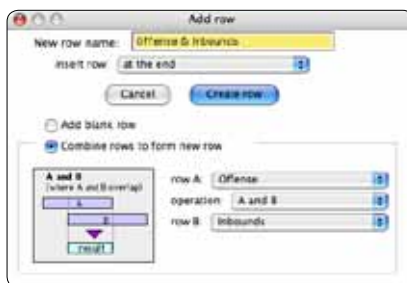 Add row
New row name: Offense & Inbounds
insert row at the end
Cancel Create row
Add blank row
Combine rows to form new row
A and B
(where A and B overlap)
A
B
result
row A: Offense
operation A and B
row B: Inbounds